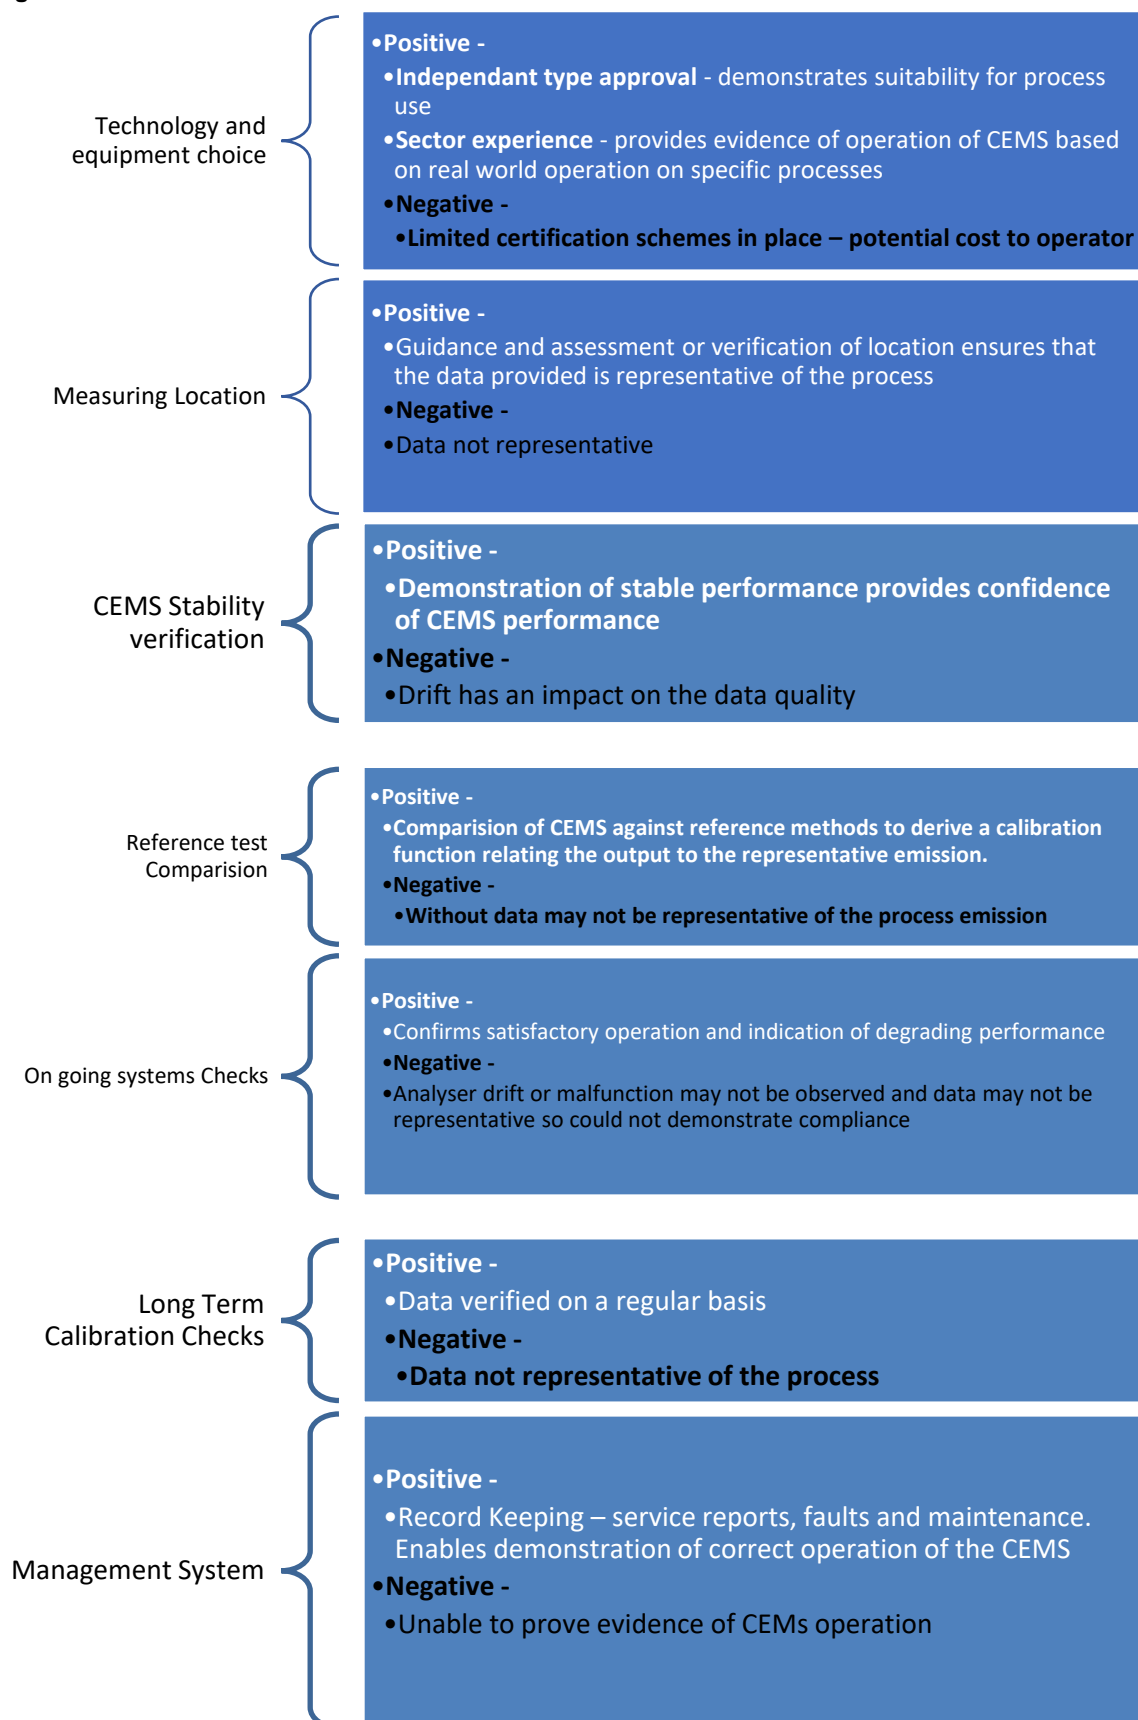 Technology and
equipment choice
•Positive -
•Independant type approval - demonstrates suitability for process
use
•Sector experience - provides evidence of operation of CEMS based
on real world operation on specific processes
•Negative -
•Limited certification schemes in place – potential cost to operator
Measuring Location
•Positive -
•Guidance and assessment or verification of location ensures that
the data provided is representative of the process
•Negative -
•Data not representative
CEMS Stability
verification
•Positive -
•Demonstration of stable performance provides confidence
of CEMS performance
•Negative -
•Drift has an impact on the data quality
Reference test
Comparision
•Positive -
•Comparision of CEMS against reference methods to derive a calibration
function relating the output to the representative emission.
•Negative -
•Without data may not be representative of the process emission
On going systems Checks
•Positive -
•Confirms satisfactory operation and indication of degrading performance
•Negative -
•Analyser drift or malfunction may not be observed and data may not be
representative so could not demonstrate compliance
Long Term
Calibration Checks
•Positive -
•Data verified on a regular basis
•Negative -
•Data not representative of the process
Management System
•Positive -
•Record Keeping – service reports, faults and maintenance.
Enables demonstration of correct operation of the CEMS
•Negative -
•Unable to prove evidence of CEMs operation